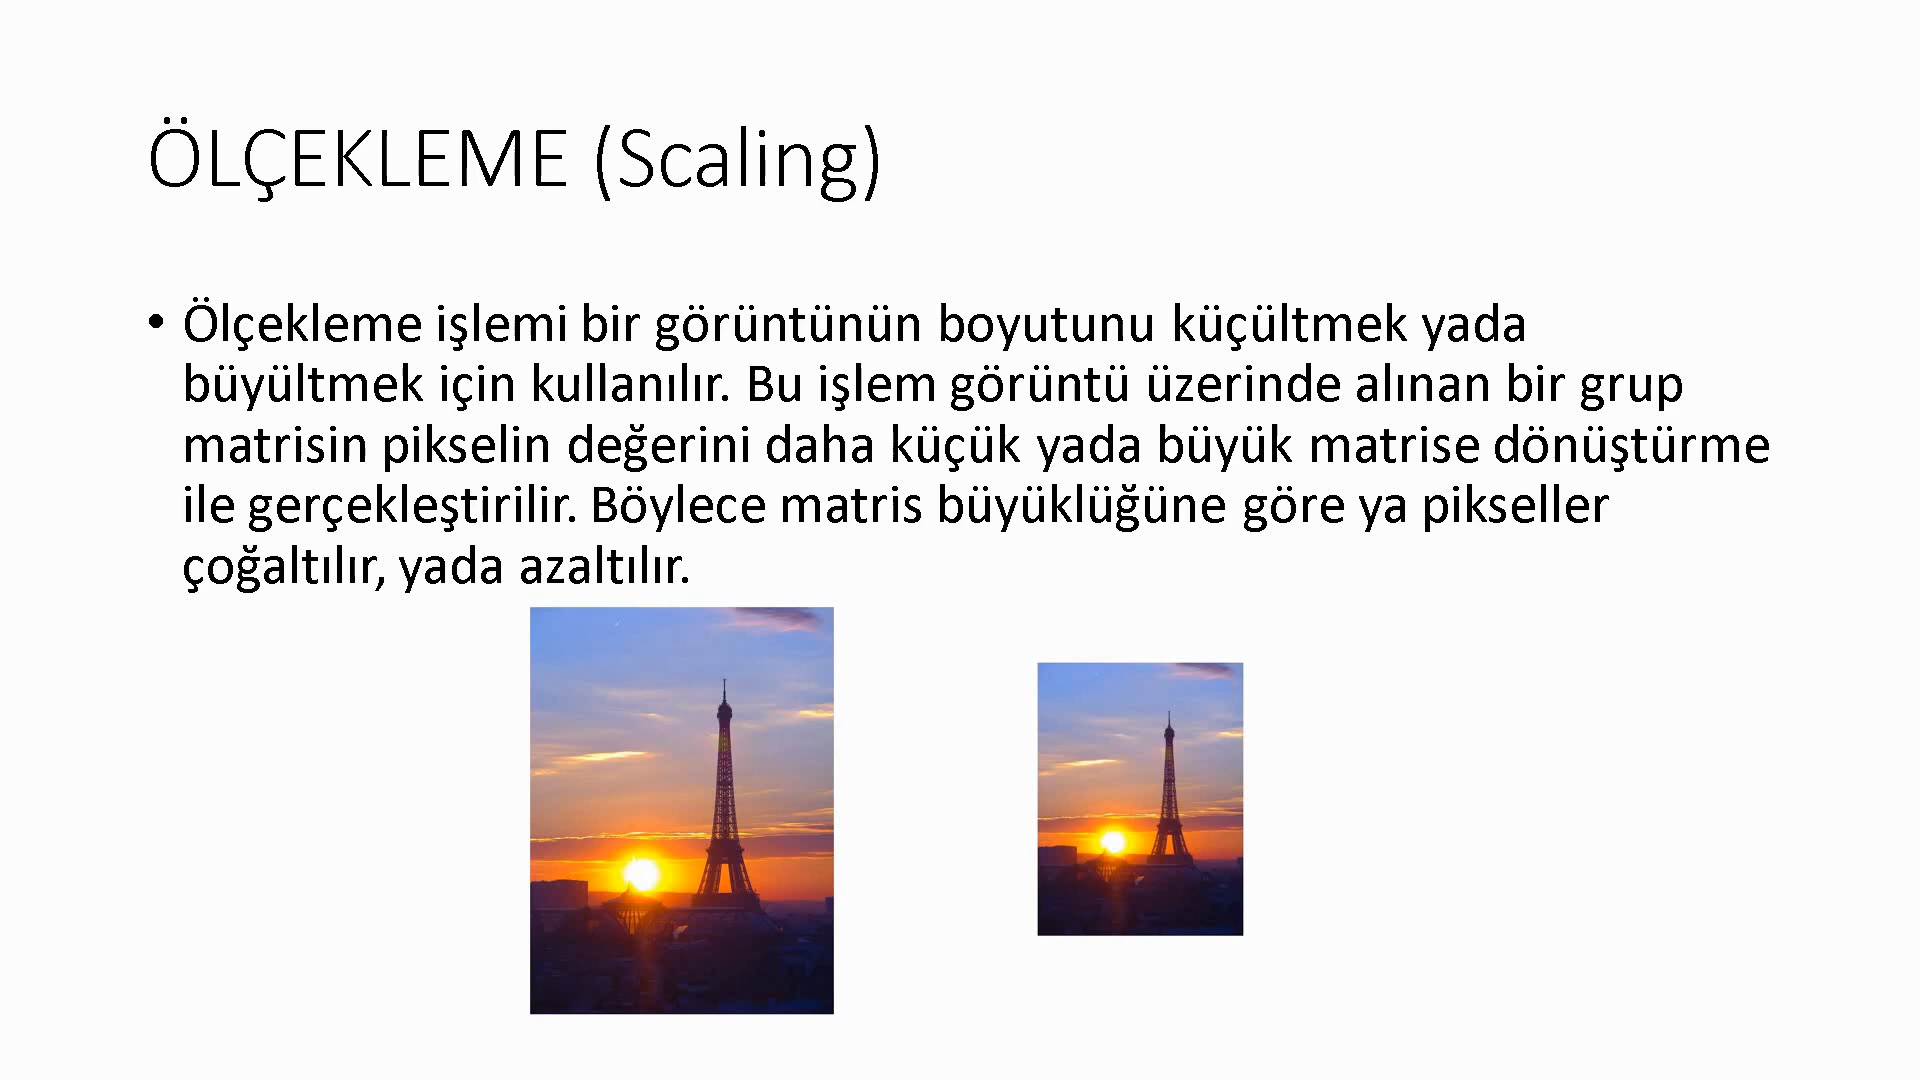 ÖLÇEKLEME (Scaling)
• Ölçekleme işlemi bir görüntünün boyutunu küçültmek yada
büyültmek için kullanılır. Bu işlem görüntü üzerinde alınan bir grup
matrisin pikselin değerini daha küçük yada büyük matrise dönüştürme
ile gerçekleştirilir. Böylece matris büyüklüğüne göre ya pikseller
çoğaltılır, yada azaltılır.